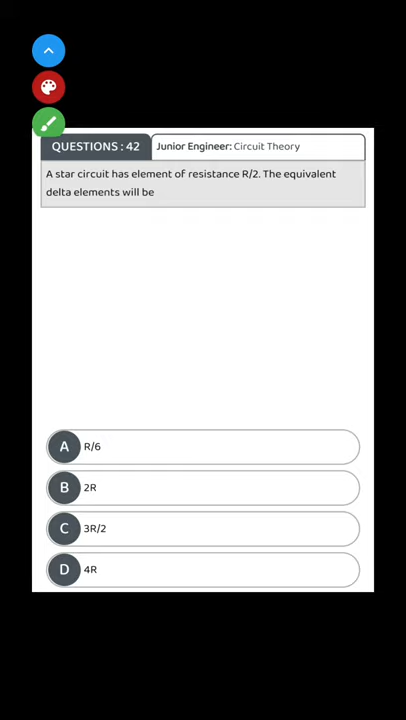 QUESTIONS : 42
Junior Engineer: Circuit Theory
A star circuit has element of resistance R/2. The equivalent
delta elements will be
A R/6
B 2R
C 3R/2
D 4R